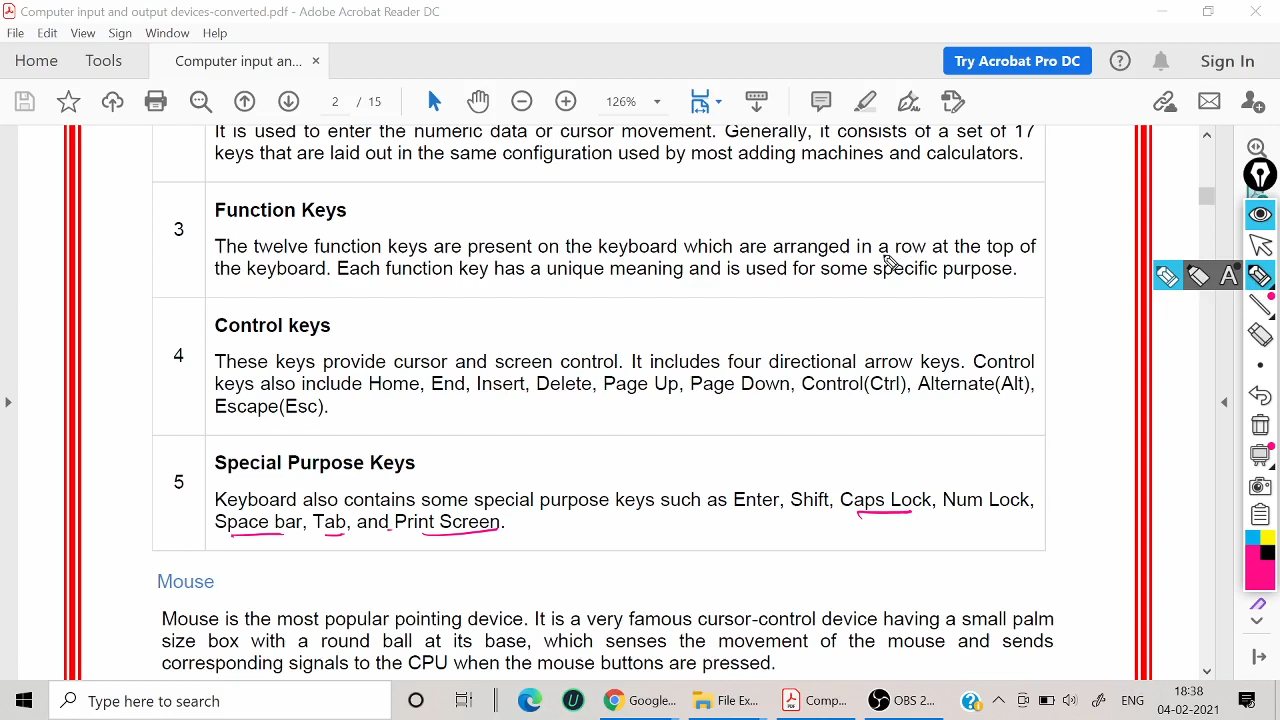 Computer input and output devices-converted.pdf - Adobe Acrobat Reader DC
File Edit View Sign Window Help
Home Tools Computer input an... × Try Acrobat Pro DC Sign In
2 / 15 126%
It is used to enter the numeric data or cursor movement. Generally, it consists of a set of 17
keys that are laid out in the same configuration used by most adding machines and calculators.
3
Function Keys
The twelve function keys are present on the keyboard which are arranged in a row at the top of
the keyboard. Each function key has a unique meaning and is used for some specific purpose.
4
Control keys
These keys provide cursor and screen control. It includes four directional arrow keys. Control
keys also include Home, End, Insert, Delete, Page Up, Page Down, Control(Ctrl), Alternate(Alt),
Escape(Esc).
5
Special Purpose Keys
Keyboard also contains some special purpose keys such as Enter, Shift, Caps Lock, Num Lock,
Space bar, Tab, and Print Screen.
Mouse
Mouse is the most popular pointing device. It is a very famous cursor-control device having a small palm
size box with a round ball at its base, which senses the movement of the mouse and sends
corresponding signals to the CPU when the mouse buttons are pressed.
A
Type here to search
Google...
File Ex...
Comp...
OBS 2...
ENG
18:38
04-02-2021